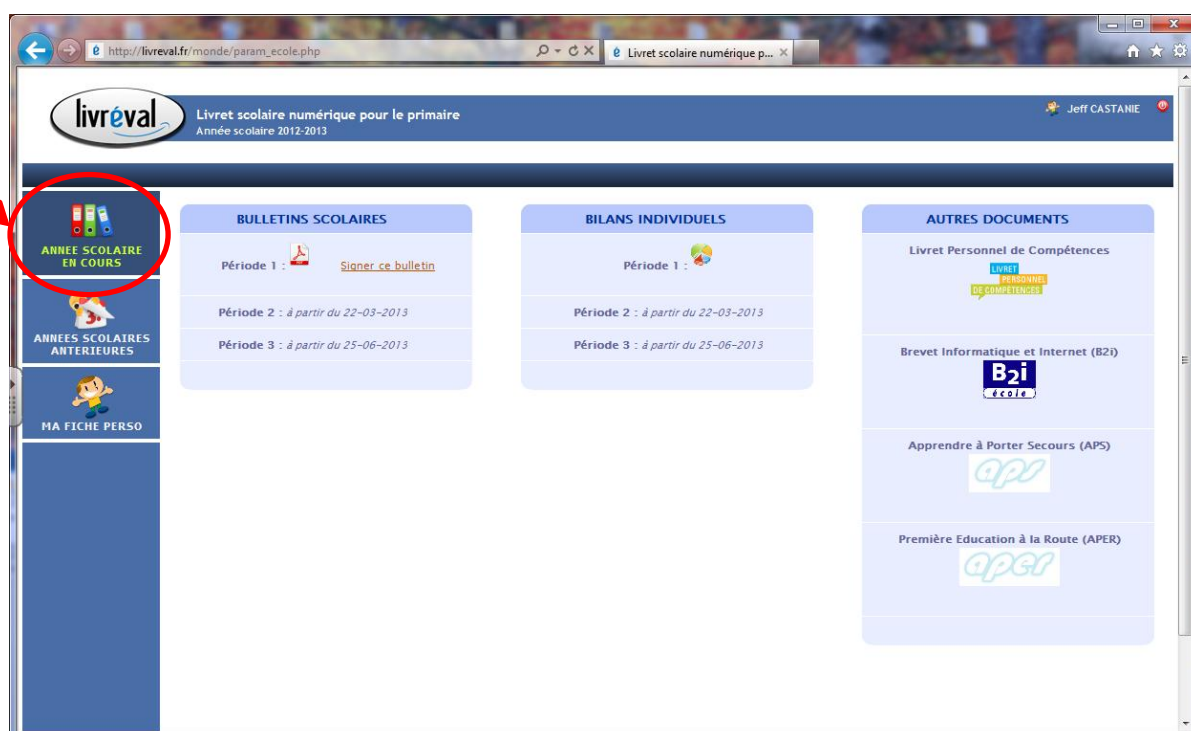 http://livreval.fr/monde/param_ecole.php
Livret scolaire numérique p...
livréval
Livret scolaire numérique pour le primaire
Année scolaire 2012-2013
Jeff CASTANIE
ANNEE SCOLAIRE
EN COURS
ANNEES SCOLAIRES
ANTERIEURES
MA FICHE PERSO
BULLETINS SCOLAIRES
Période 1 : Signer ce bulletin
Période 2 : à partir du 22-03-2013
Période 3 : à partir du 25-06-2013
BILANS INDIVIDUELS
Période 1 :
Période 2 : à partir du 22-03-2013
Période 3 : à partir du 25-06-2013
AUTRES DOCUMENTS
Livret Personnel de Compétences
LIVRET
PERSONNEL
DE COMPÉTENCES
Brevet Informatique et Internet (B2i)
B2i
école
Apprendre à Porter Secours (APS)
aps
Première Education à la Route (APER)
aper